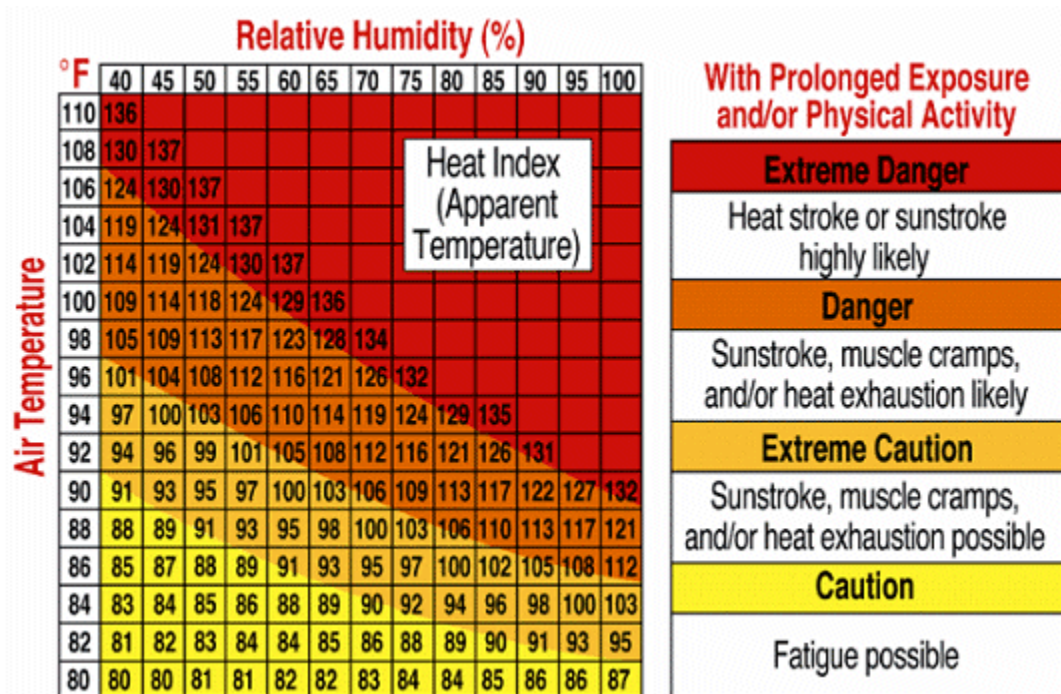 Relative Humidity (%)
°F 40 45 50 55 60 65 70 75 80 85 90 95 100
110 136
108 130 137
106 124 130 137
104 119 124 131 137
102 114 119 124 130 137
100 109 114 118 124 129 136
98 105 109 113 117 123 128 134
96 101 104 108 112 116 121 126 132
94 97 100 103 106 110 114 119 124 129 135
92 94 96 99 101 105 108 112 116 121 126 131
90 91 93 95 97 100 103 106 109 113 117 122 127 132
88 88 89 91 93 95 98 100 103 106 110 113 117 121
86 85 87 88 89 91 93 95 97 100 102 105 108 112
84 83 84 85 86 88 89 90 92 94 96 98 100 103
82 81 82 83 84 84 85 86 88 89 90 91 93 95
80 80 80 81 81 82 82 83 84 84 85 86 86 87
Air Temperature
Heat Index
(Apparent
Temperature)
With Prolonged Exposure
and/or Physical Activity
Extreme Danger
Heat stroke or sunstroke
highly likely
Danger
Sunstroke, muscle cramps,
and/or heat exhaustion likely
Extreme Caution
Sunstroke, muscle cramps,
and/or heat exhaustion possible
Caution
Fatigue possible